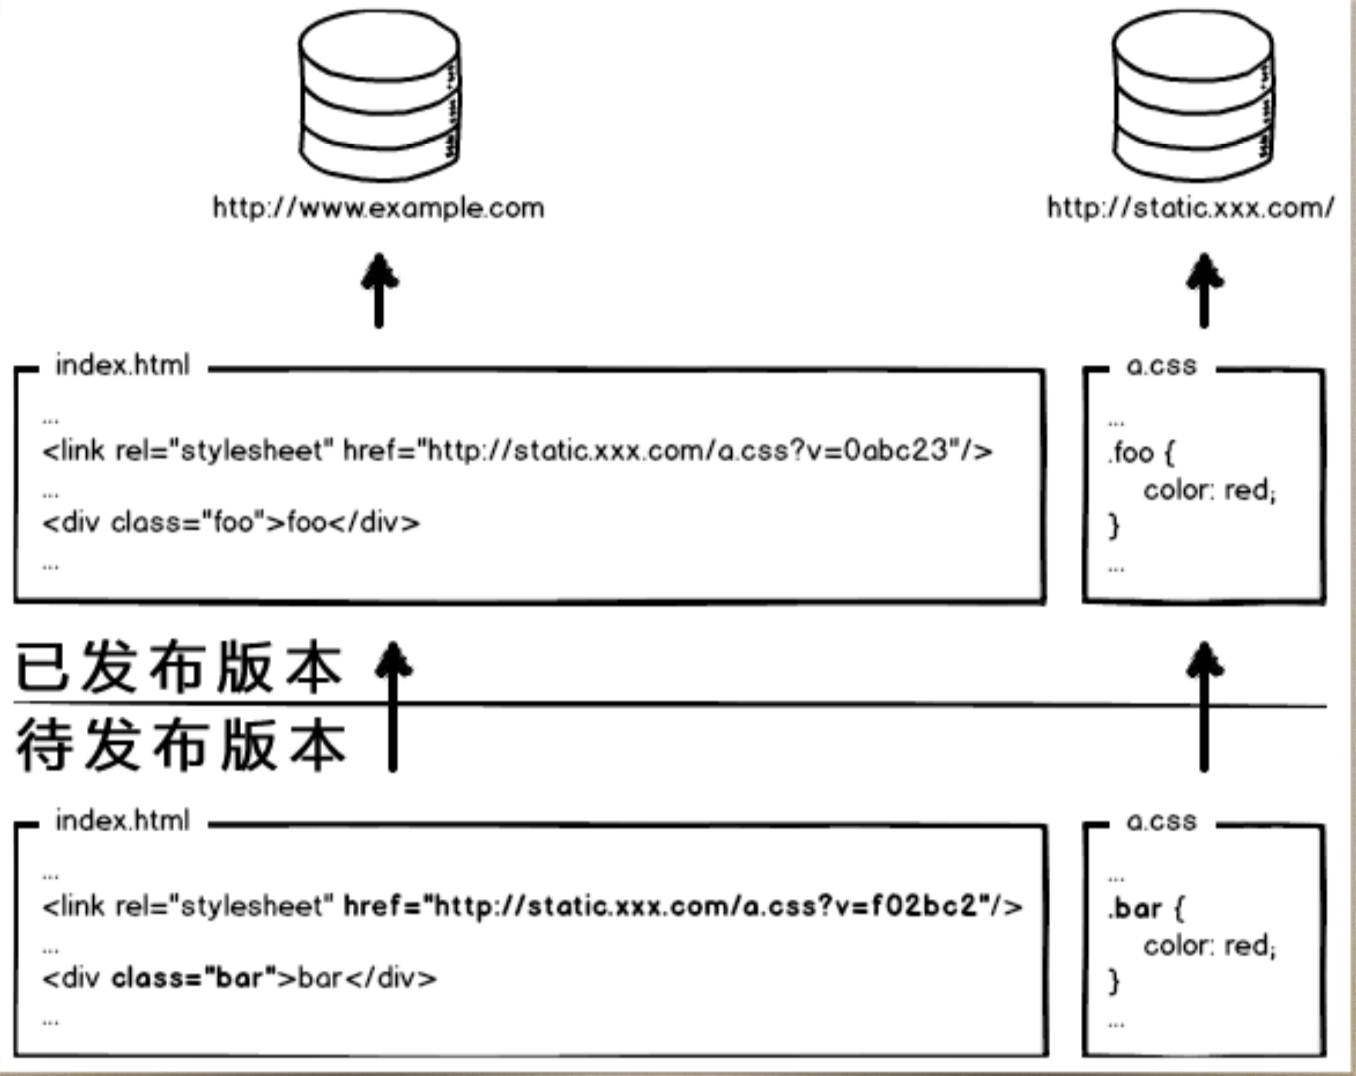 http://www.example.com
http://static.xxx.com/
index.html
...
<link rel="stylesheet" href="http://static.xxx.com/a.css?v=0abc23"/>
...
<div class="foo">foo</div>
...
a.css
...
.foo {
color: red;
}
...
已发布版本
待发布版本
index.html
...
<link rel="stylesheet" href="http://static.xxx.com/a.css?v=f02bc2"/>
...
<div class="bar">bar</div>
...
a.css
...
.bar {
color: red;
}
...